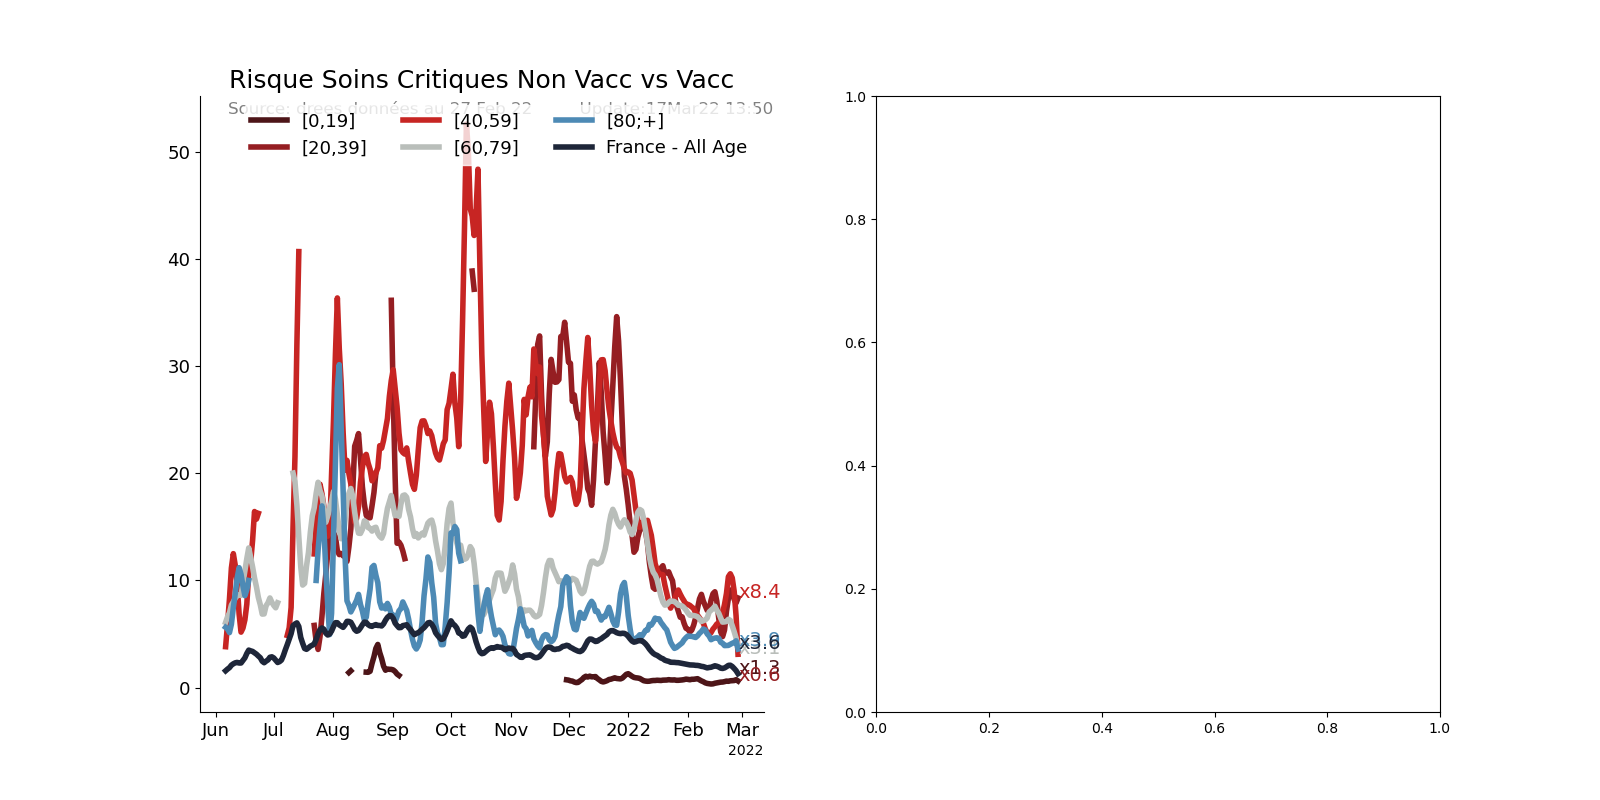 Risque Soins Critiques Non Vacc vs Vacc
Source: drees données au 27 Feb 22 Update:17Mar22 13:50
[0,19] [40,59] [80;+]
[20,39] [60,79] France - All Age
50
40
30
20
10
0
x8.4
x3.6
x3.1
x1.3
x0.6
Jun Jul Aug Sep Oct Nov Dec 2022 Feb Mar
2022
1.0
0.8
0.6
0.4
0.2
0.0
0.0 0.2 0.4 0.6 0.8 1.0